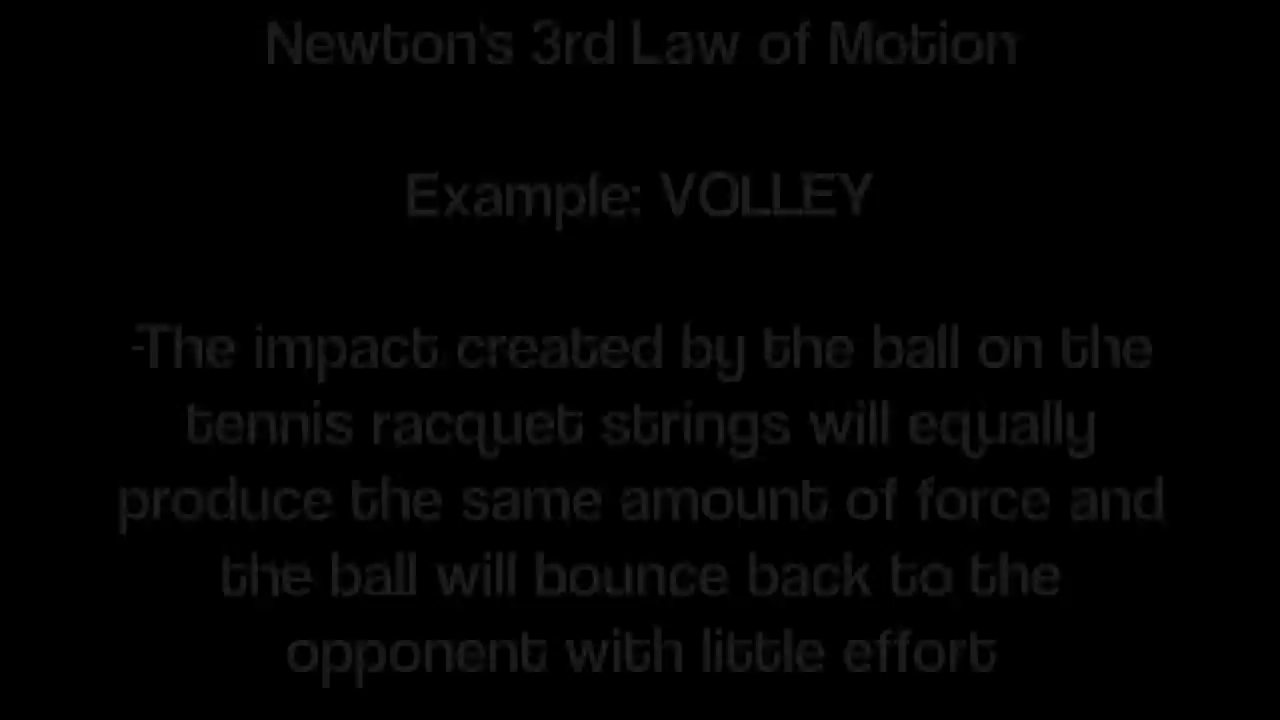 Newton's 3rd Law of Motion
Example: VOLLEY
-The impact created by the ball on the
tennis racquet strings will equally
produce the same amount of force and
the ball will bounce back to the
opponent with little effort